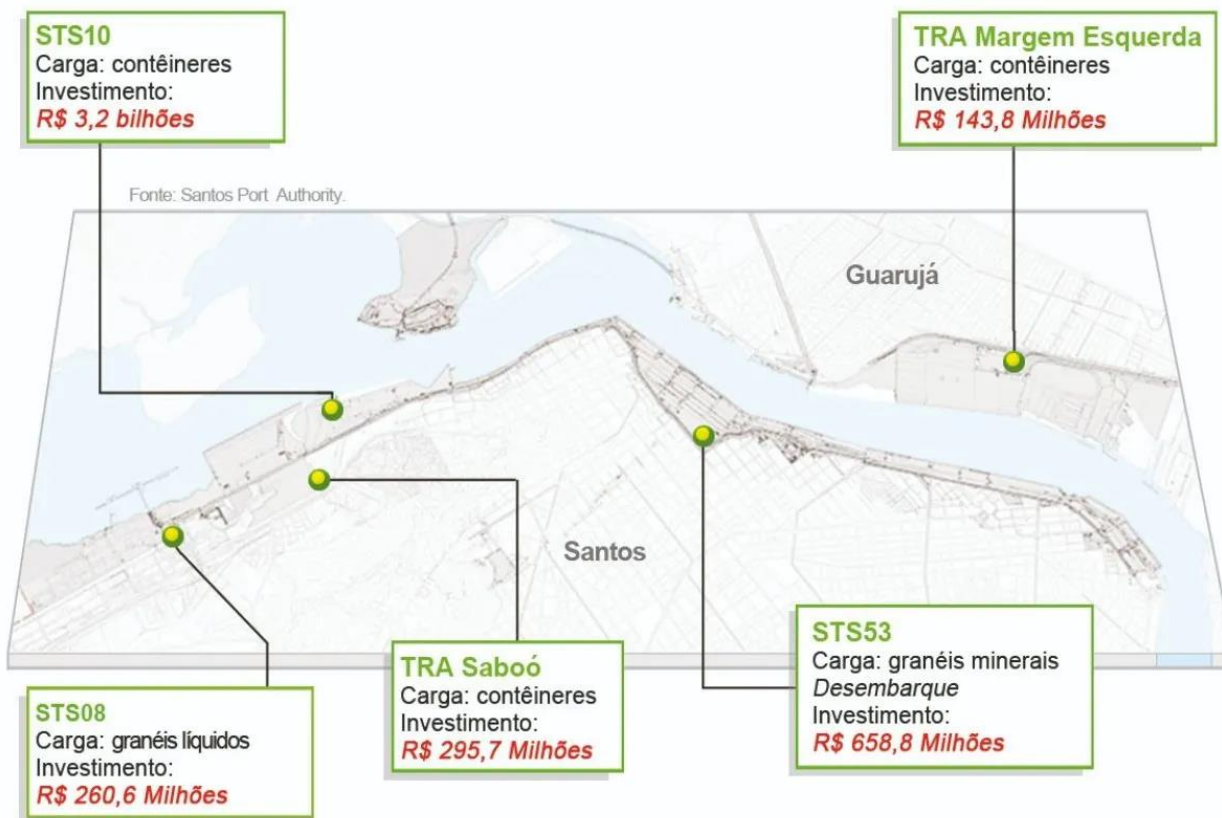 STS10
Carga: contêineres
Investimento:
R$ 3,2 bilhões
TRA Margem Esquerda
Carga: contêineres
Investimento:
R$ 143,8 Milhões
Fonte: Santos Port Authority.
Guarujá
Santos
STS08
Carga: granéis líquidos
Investimento:
R$ 260,6 Milhões
TRA Saboó
Carga: contêineres
Investimento:
R$ 295,7 Milhões
STS53
Carga: granéis minerais
Desembarque
Investimento:
R$ 658,8 Milhões